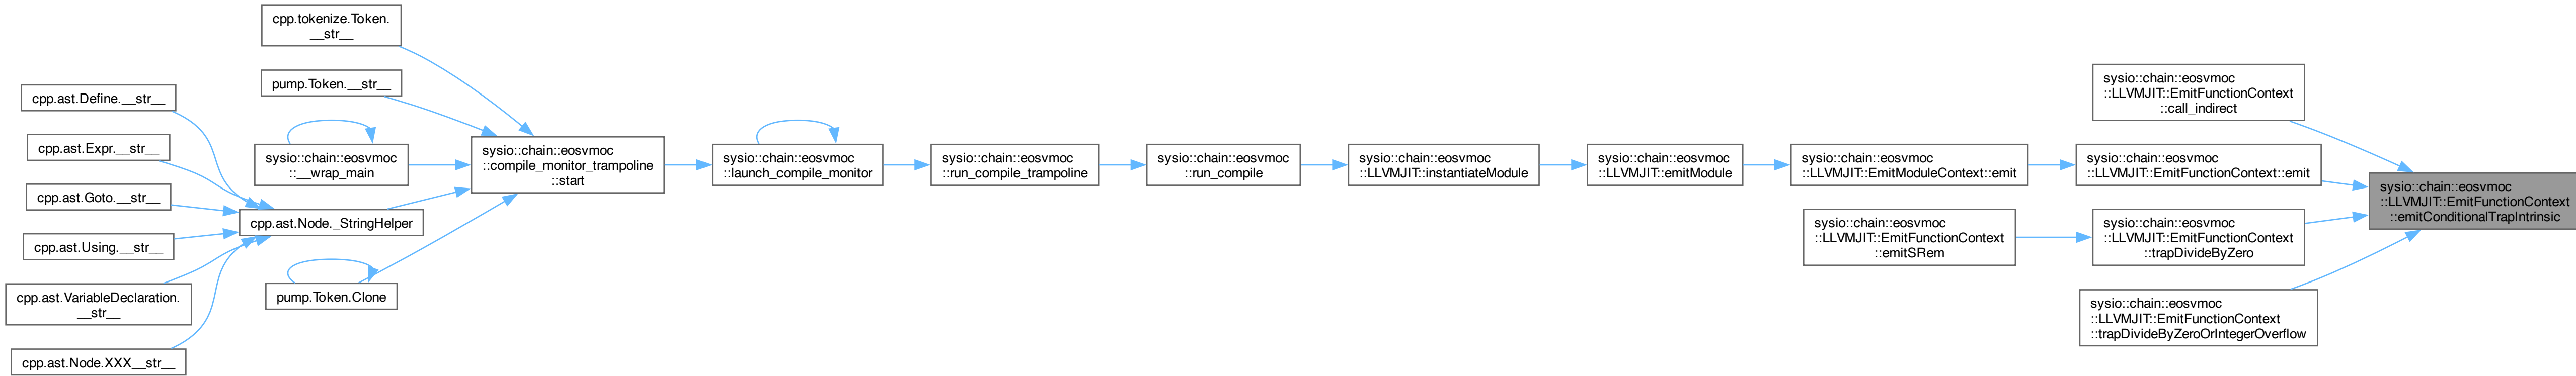 cpp.tokenize.Token.
__str__
pump.Token.__str__
cpp.ast.Define.__str__
cpp.ast.Expr.__str__
cpp.ast.Goto.__str__
cpp.ast.Using.__str__
cpp.ast.VariableDeclaration.
__str__
cpp.ast.Node.XXX__str__
sysio::chain::eosvmoc
::__wrap_main
cpp.ast.Node._StringHelper
pump.Token.Clone
sysio::chain::eosvmoc
::compile_monitor_trampoline
::start
sysio::chain::eosvmoc
::launch_compile_monitor
sysio::chain::eosvmoc
::run_compile_trampoline
sysio::chain::eosvmoc
::run_compile
sysio::chain::eosvmoc
::LLVMJIT::instantiateModule
sysio::chain::eosvmoc
::LLVMJIT::emitModule
sysio::chain::eosvmoc
::LLVMJIT::EmitModuleContext::emit
sysio::chain::eosvmoc
::LLVMJIT::EmitFunctionContext
::emitSRem
sysio::chain::eosvmoc
::LLVMJIT::EmitFunctionContext
::call_indirect
sysio::chain::eosvmoc
::LLVMJIT::EmitFunctionContext::emit
sysio::chain::eosvmoc
::LLVMJIT::EmitFunctionContext
::trapDivideByZero
sysio::chain::eosvmoc
::LLVMJIT::EmitFunctionContext
::trapDivideByZeroOrIntegerOverflow
sysio::chain::eosvmoc
::LLVMJIT::EmitFunctionContext
::emitConditionalTrapIntrinsic